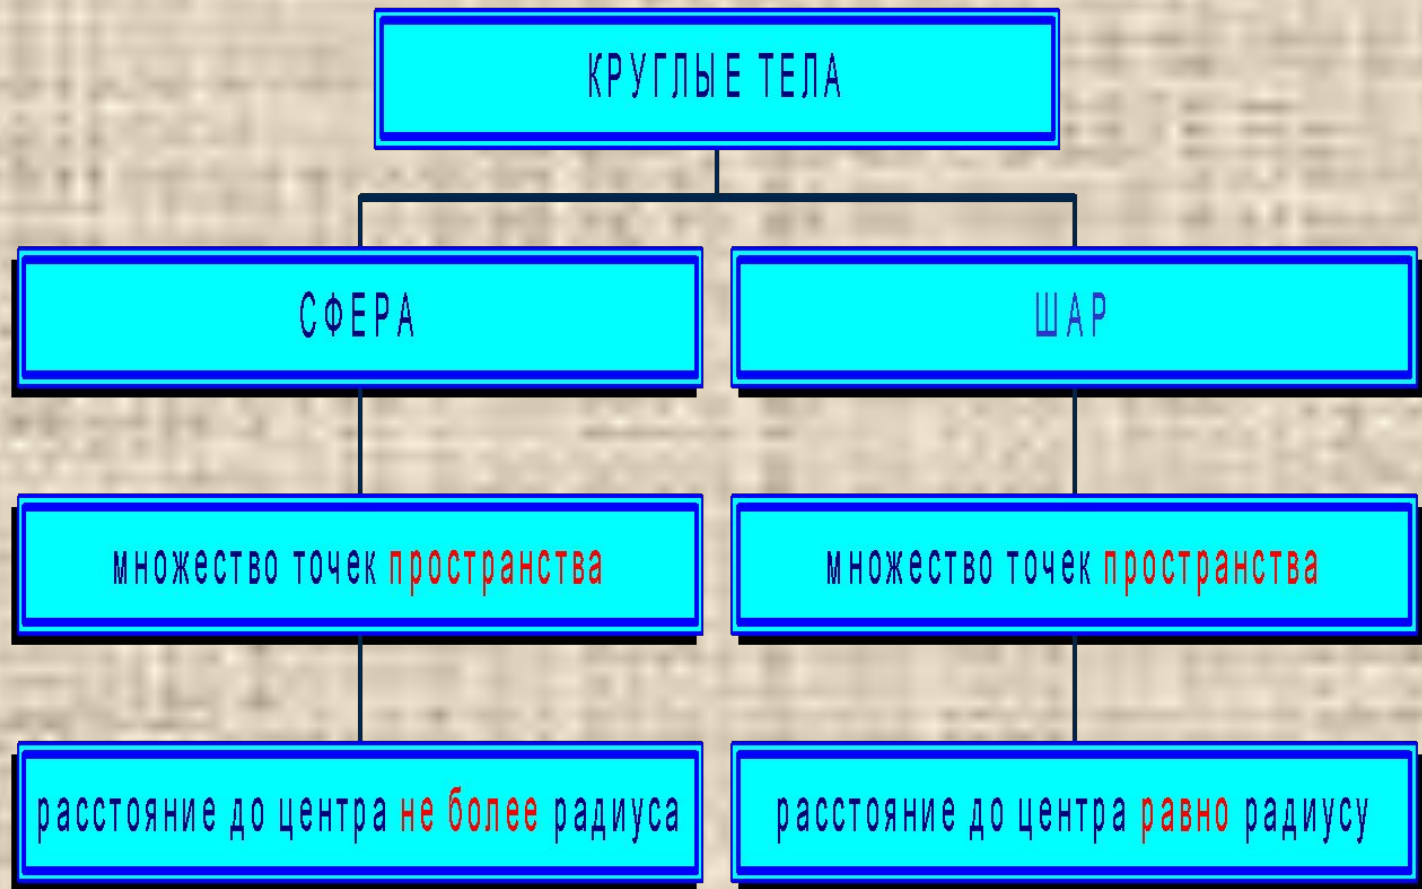 КРУГЛЫЕ ТЕЛА
СФЕРА
ШАР
множество точек пространства
множество точек пространства
расстояние до центра не более радиуса
расстояние до центра равно радиусу